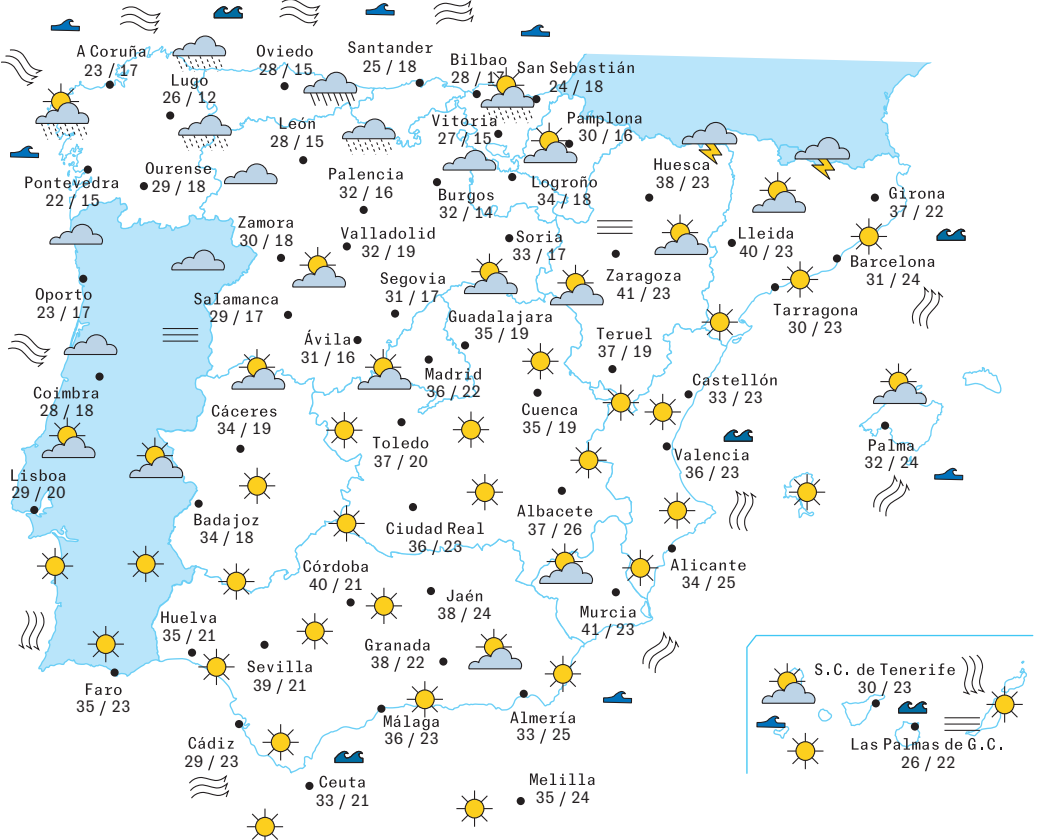 A Coruña
23 / 17
Lugo
26 / 12
Oviedo
28 / 15
Santander
25 / 18
Bilbao
28 / 17
San Sebastián
24 / 18
Vitoria
27 / 15
Pamplona
30 / 16
León
28 / 15
Pontevedra
22 / 15
Ourense
29 / 18
Palencia
32 / 16
Burgos
32 / 14
Logroño
34 / 18
Huesca
38 / 23
Girona
37 / 22
Zamora
30 / 18
Valladolid
32 / 19
Soria
33 / 17
Lleida
40 / 23
Barcelona
31 / 24
Zaragoza
41 / 23
Oporto
23 / 17
Salamanca
29 / 17
Segovia
31 / 17
Guadalajara
35 / 19
Tarragona
30 / 23
Ávila
31 / 16
Teruel
37 / 19
Madrid
36 / 22
Coimbra
28 / 18
Castellón
33 / 23
Cáceres
34 / 19
Cuenca
35 / 19
Toledo
37 / 20
Palma
32 / 24
Valencia
36 / 23
Lisboa
29 / 20
Badajoz
34 / 18
Ciudad Real
36 / 23
Albacete
37 / 26
Alicante
34 / 25
Córdoba
40 / 21
Jaén
38 / 24
Murcia
41 / 23
Huelva
35 / 21
Sevilla
39 / 21
Granada
38 / 22
Faro
35 / 23
Málaga
36 / 23
Almería
33 / 25
Cádiz
29 / 23
Ceuta
33 / 21
Melilla
35 / 24
S.C. de Tenerife
30 / 23
Las Palmas de G.C.
26 / 22